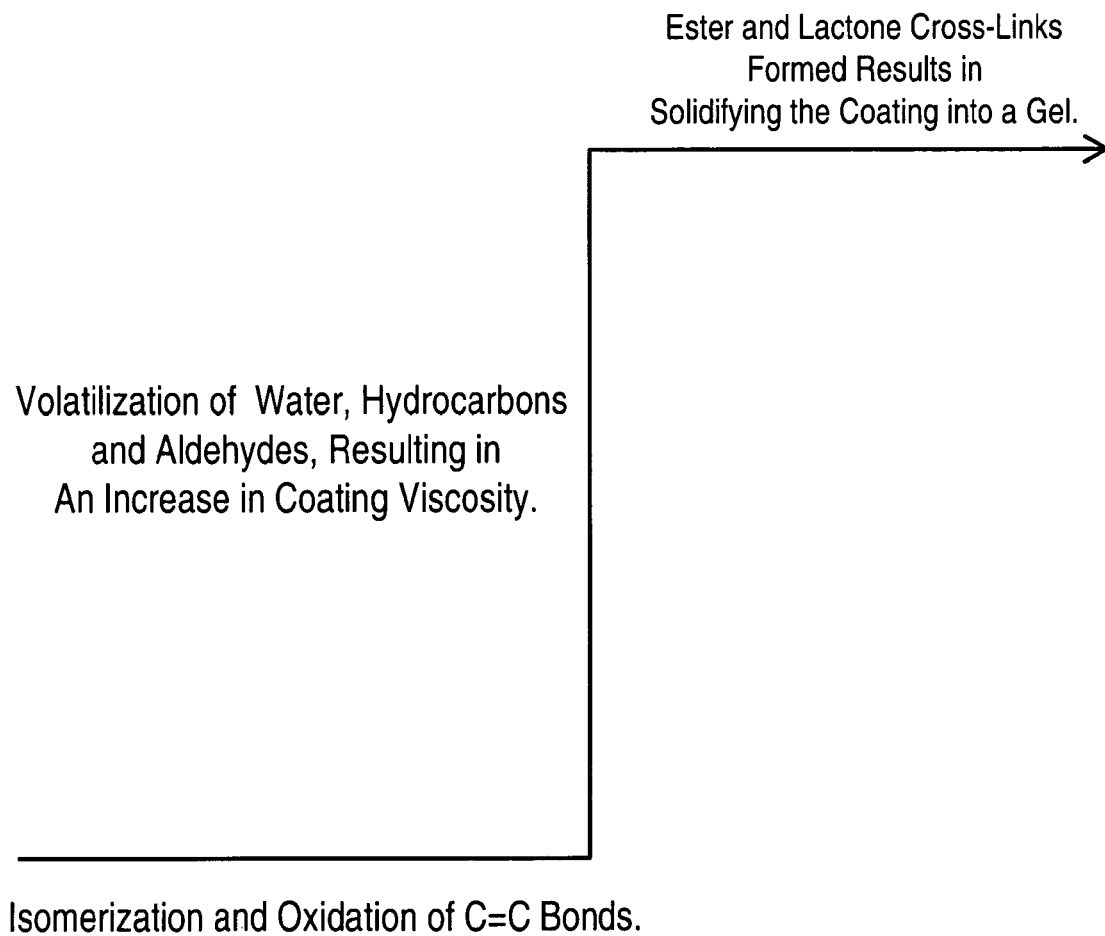 Ester and Lactone Cross-Links
Formed Results in
Solidifying the Coating into a Gel.
Volatilization of Water, Hydrocarbons
and Aldehydes, Resulting in
An Increase in Coating Viscosity.
Isomerization and Oxidation of C=C Bonds.